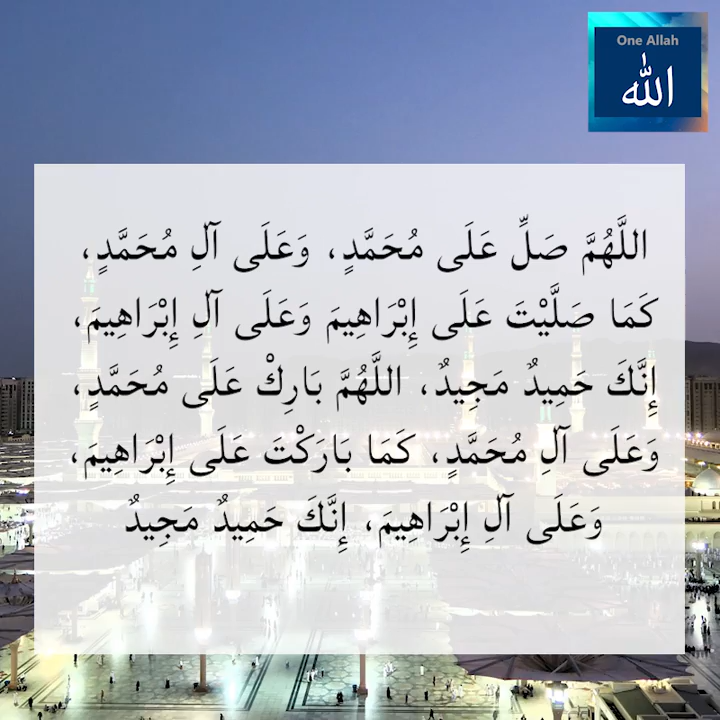 One Allah
الله
اللَّهُمَّ صَلِّ عَلَى مُحَمَّدٍ، وَعَلَى آلِ مُحَمَّدٍ،
كَمَا صَلَّيْتَ عَلَى إِبْرَاهِيمَ وَعَلَى آلِ إِبْرَاهِيمَ،
إِنَّكَ حَمِيدٌ مَجِيدٌ، اللَّهُمَّ بَارِكْ عَلَى مُحَمَّدٍ،
وَعَلَى آلِ مُحَمَّدٍ، كَمَا بَارَكْتَ عَلَى إِبْرَاهِيمَ،
وَعَلَى آلِ إِبْرَاهِيمَ، إِنَّكَ حَمِيدٌ مَجِيدٌ